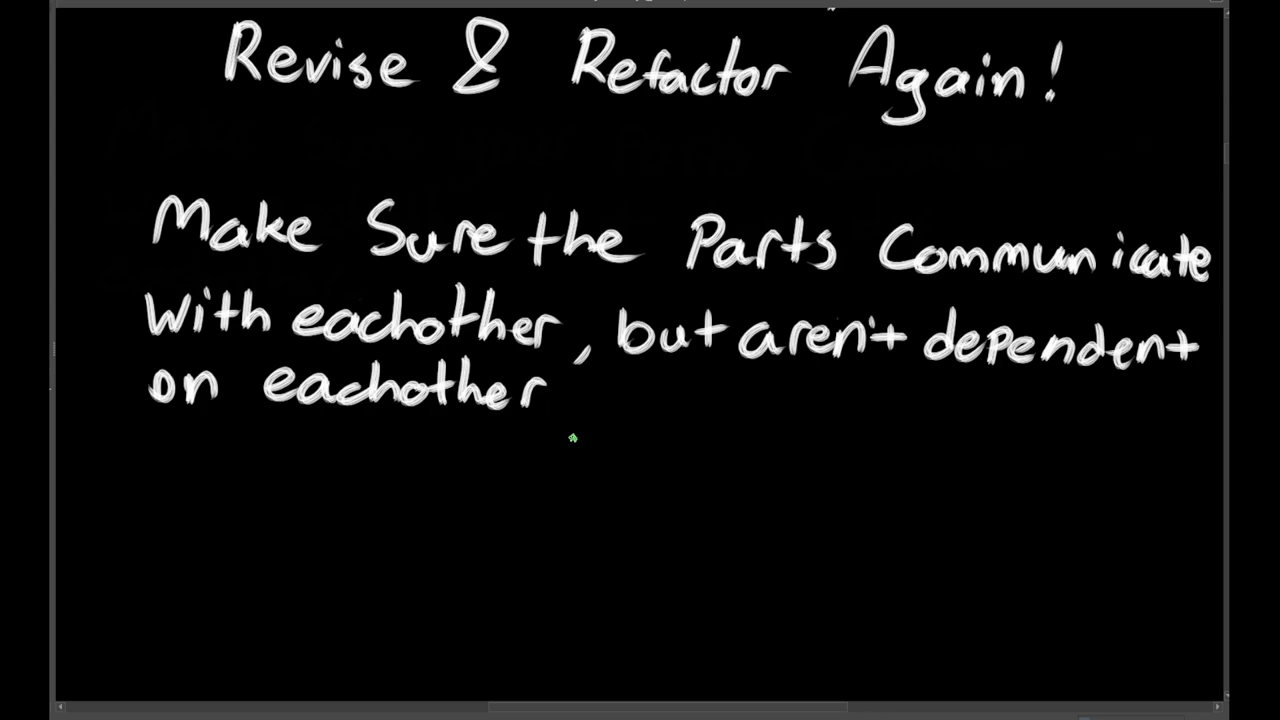 Revise & Refactor Again!
Make Sure the Parts Communicate
with eachother, but aren't dependent
on eachother